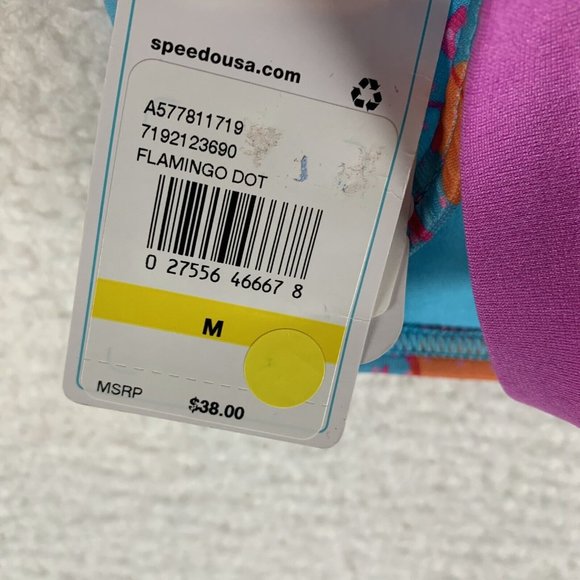 speedousa.com
A577811719
7192123690
FLAMINGO DOT
0 27556 46667 8
M
MSRP $38.00